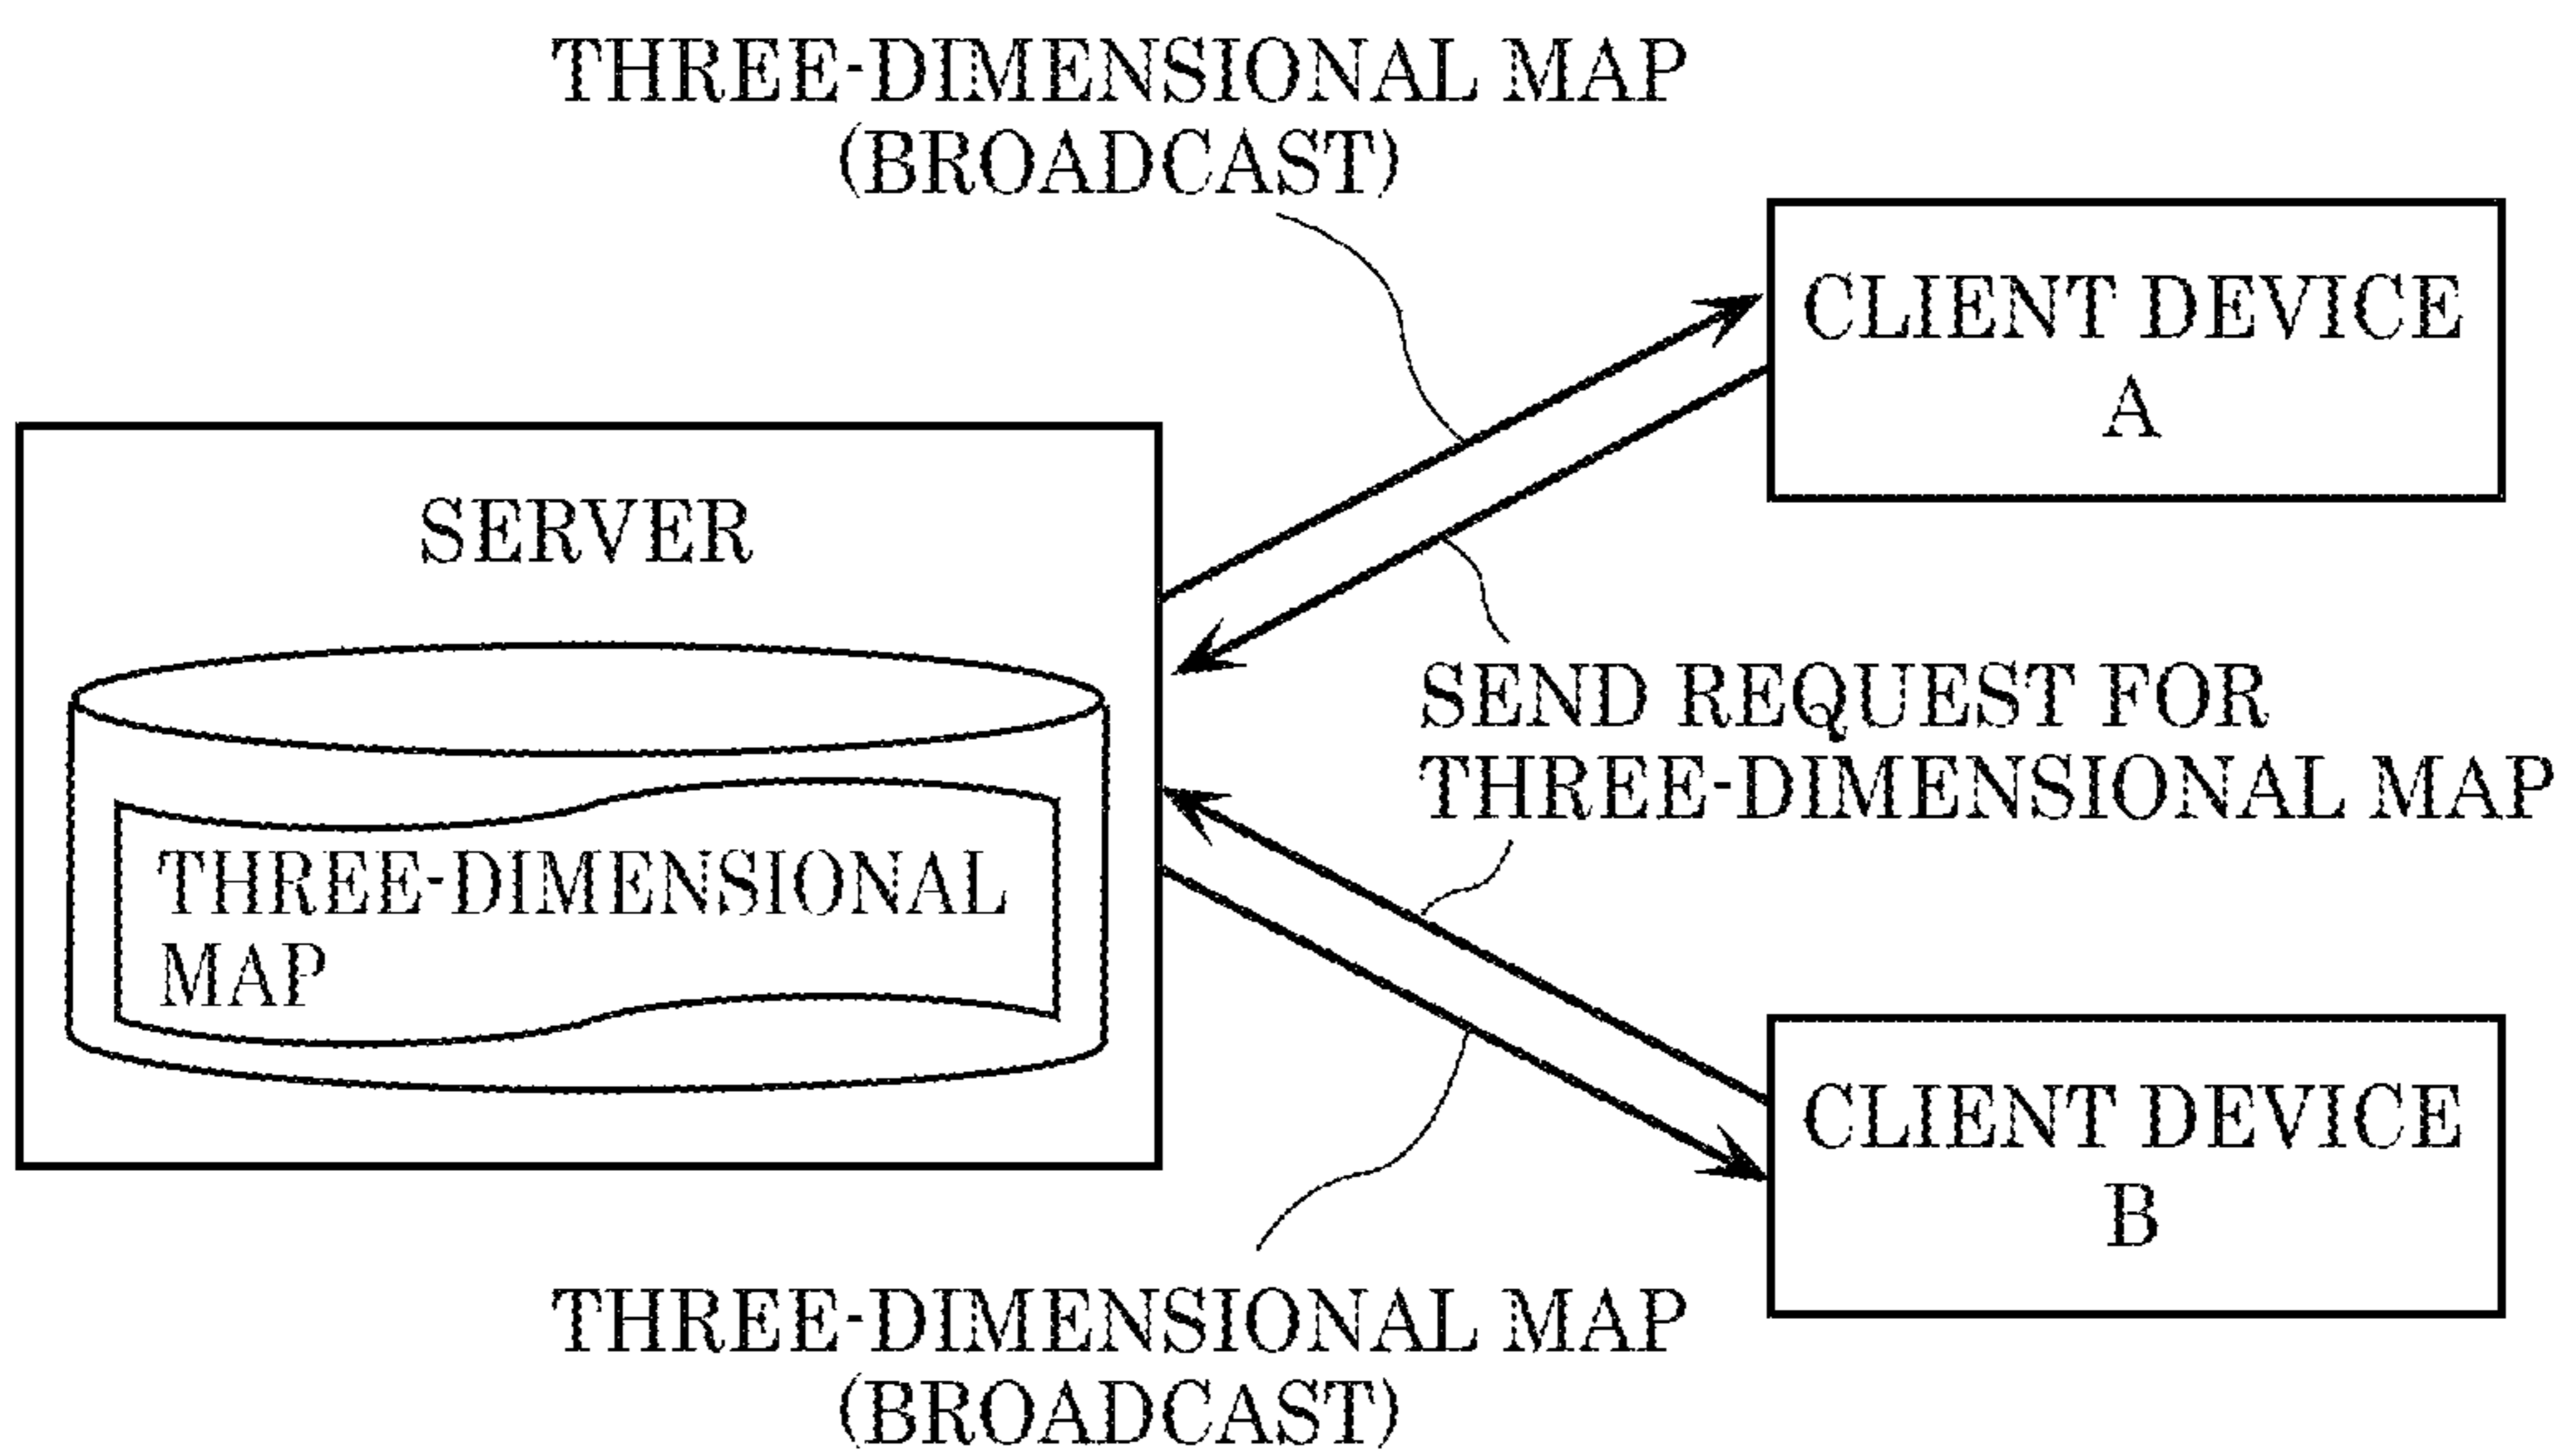 THREE-DIMENSIONAL MAP
(BROADCAST)
CLIENT DEVICE
A
SERVER
SEND REQUEST FOR
THREE-DIMENSIONAL MAP
THREE-DIMENSIONAL
MAP
CLIENT DEVICE
B
THREE-DIMENSIONAL MAP
(BROADCAST)